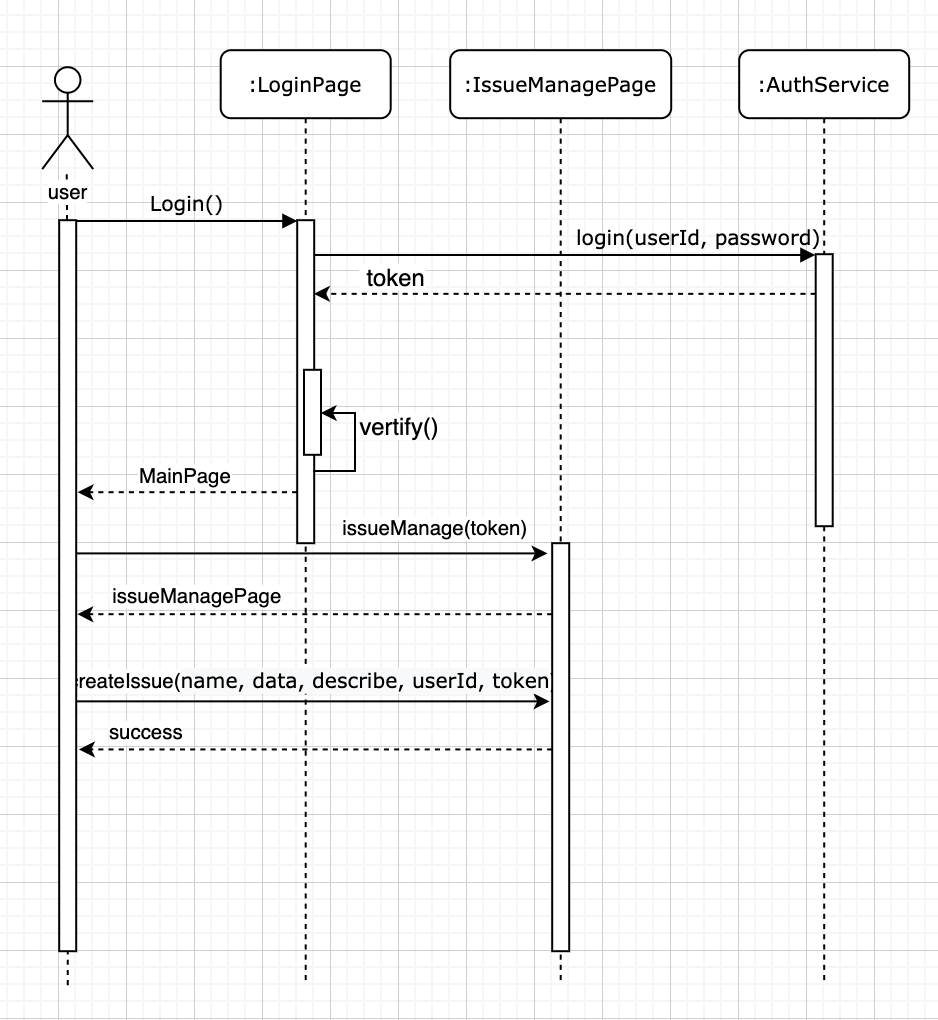 :LoginPage
:IssueManagePage
:AuthService
user
Login()
login(userId, password)
token
vertify()
MainPage
issueManage(token)
issueManagePage
reateIssue(name, data, describe, userId, token)
success